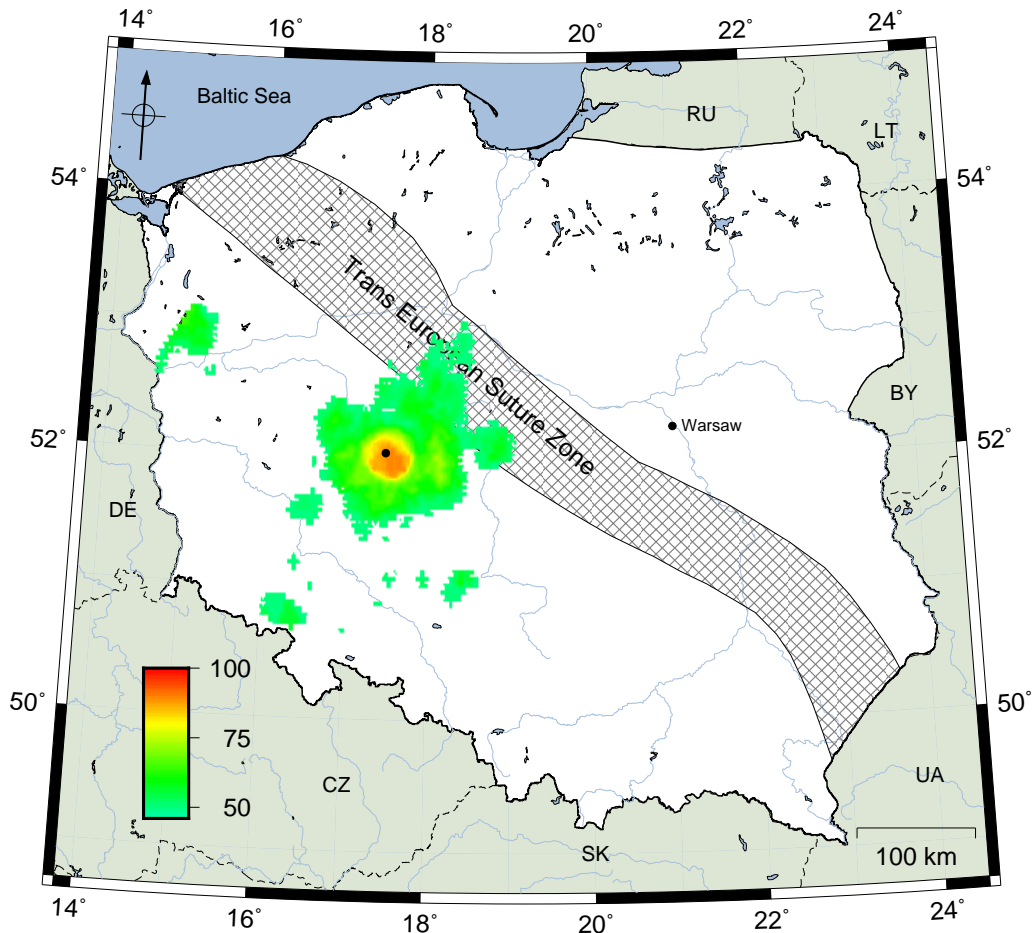 14˚ 16˚ 18˚ 20˚ 22˚ 24˚
Baltic Sea
RU
LT
54˚ 54˚
Trans European Suture Zone
BY
Warsaw
52˚ 52˚
DE
100
75
50
50˚ 50˚
CZ
UA
SK
100 km
14˚ 16˚ 18˚ 20˚ 22˚ 24˚